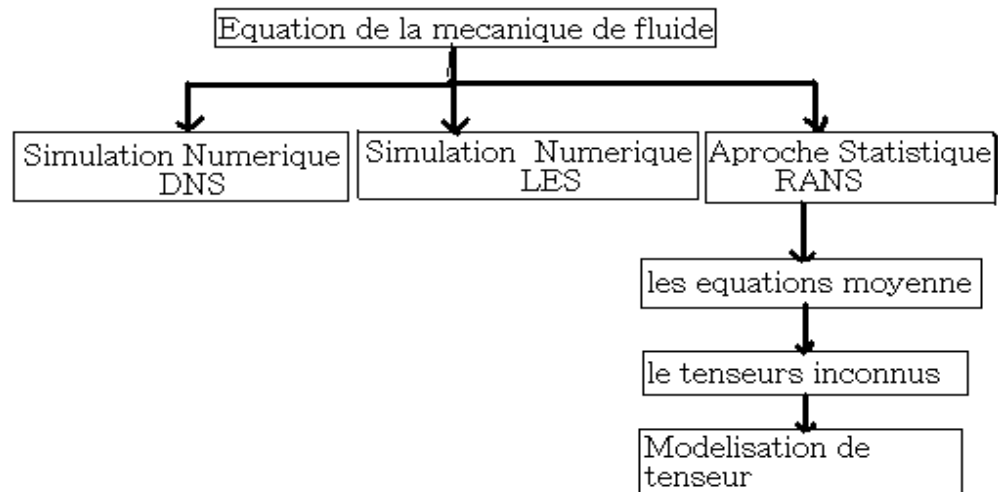 Equation de la mecanique de fluide
Simulation Numerique
DNS
Simulation Numerique
LES
Aproche Statistique
RANS
les equations moyenne
le tenseurs inconnus
Modelisation de
tenseur